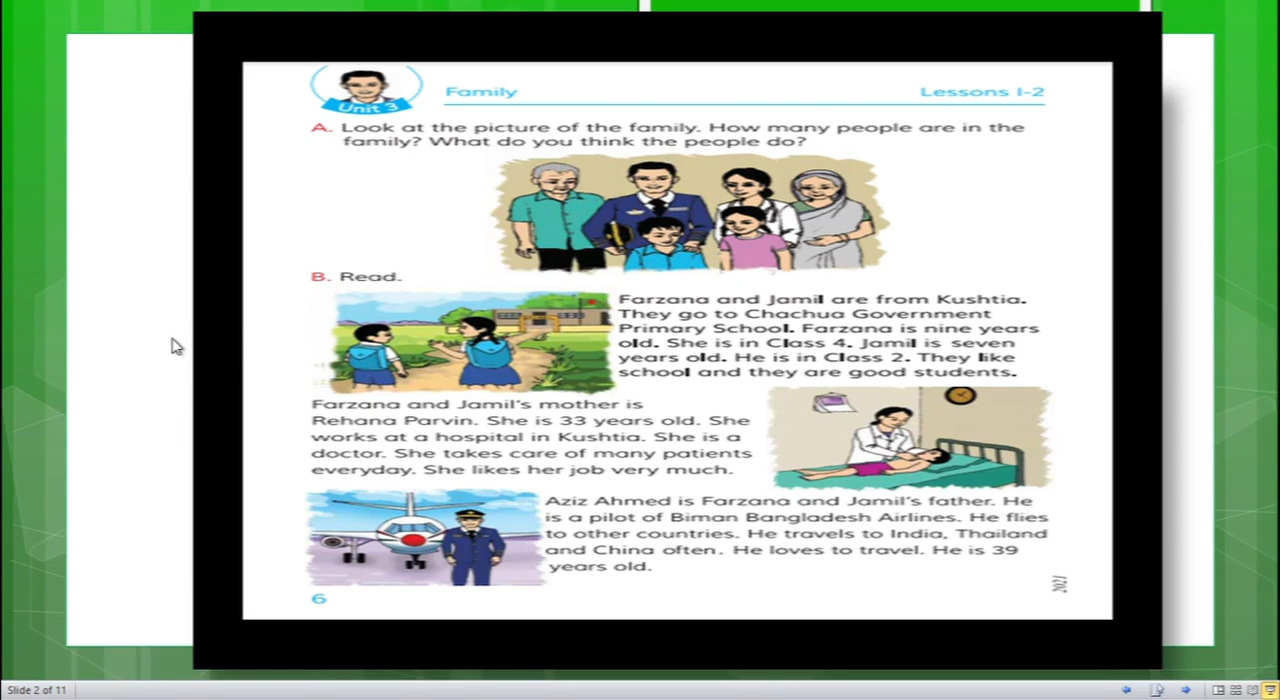 Unit 3
Family
Lessons 1-2
A. Look at the picture of the family. How many people are in the
family? What do you think the people do?
B. Read.
Farzana and Jamil are from Kushtia.
They go to Chachua Government
Primary School. Farzana is nine years
old. She is in Class 4. Jamil is seven
years old. He is in Class 2. They like
school and they are good students.
Farzana and Jamil's mother is
Rehana Parvin. She is 33 years old. She
works at a hospital in Kushtia. She is a
doctor. She takes care of many patients
everyday. She likes her job very much.
Aziz Ahmed is Farzana and Jamil's father. He
is a pilot of Biman Bangladesh Airlines. He flies
to other countries. He travels to India, Thailand
and China often. He loves to travel. He is 39
years old.
6
2021
Slide 2 of 11